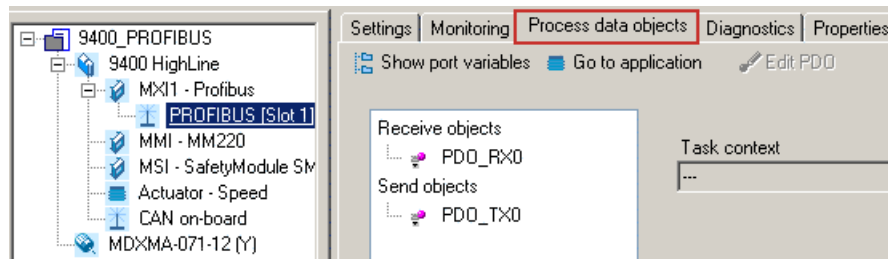 9400_PROFIBUS
9400 HighLine
MXI1 - Profibus
PROFIBUS [Slot 1]
MMI - MM220
MSI - SafetyModule SM
Actuator - Speed
CAN on-board
MDXMA-071-12 (Y)
Settings Monitoring Process data objects Diagnostics Properties
Show port variables Go to application Edit PDO
Receive objects
PDO_RX0
Send objects
PDO_TX0
Task context
---